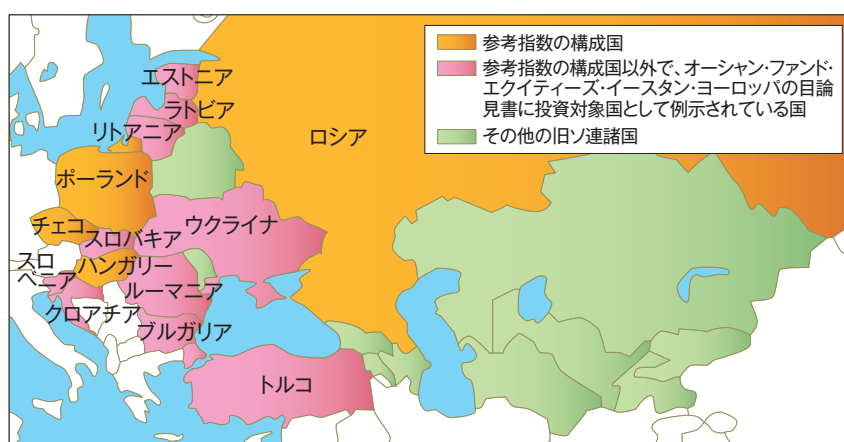 参考指数の構成国
参考指数の構成国以外で、オーシャン・ファンド・
エクイティーズ・イースタン・ヨーロッパの目論
見書に投資対象国として例示されている国
その他の旧ソ連諸国
エストニア
ラトビア
リトアニア
ロシア
ポーランド
チェコ
スロバキア
ウクライナ
スロ
ベニア
ハンガリー
ルーマニア
クロアチア
ブルガリア
トルコ